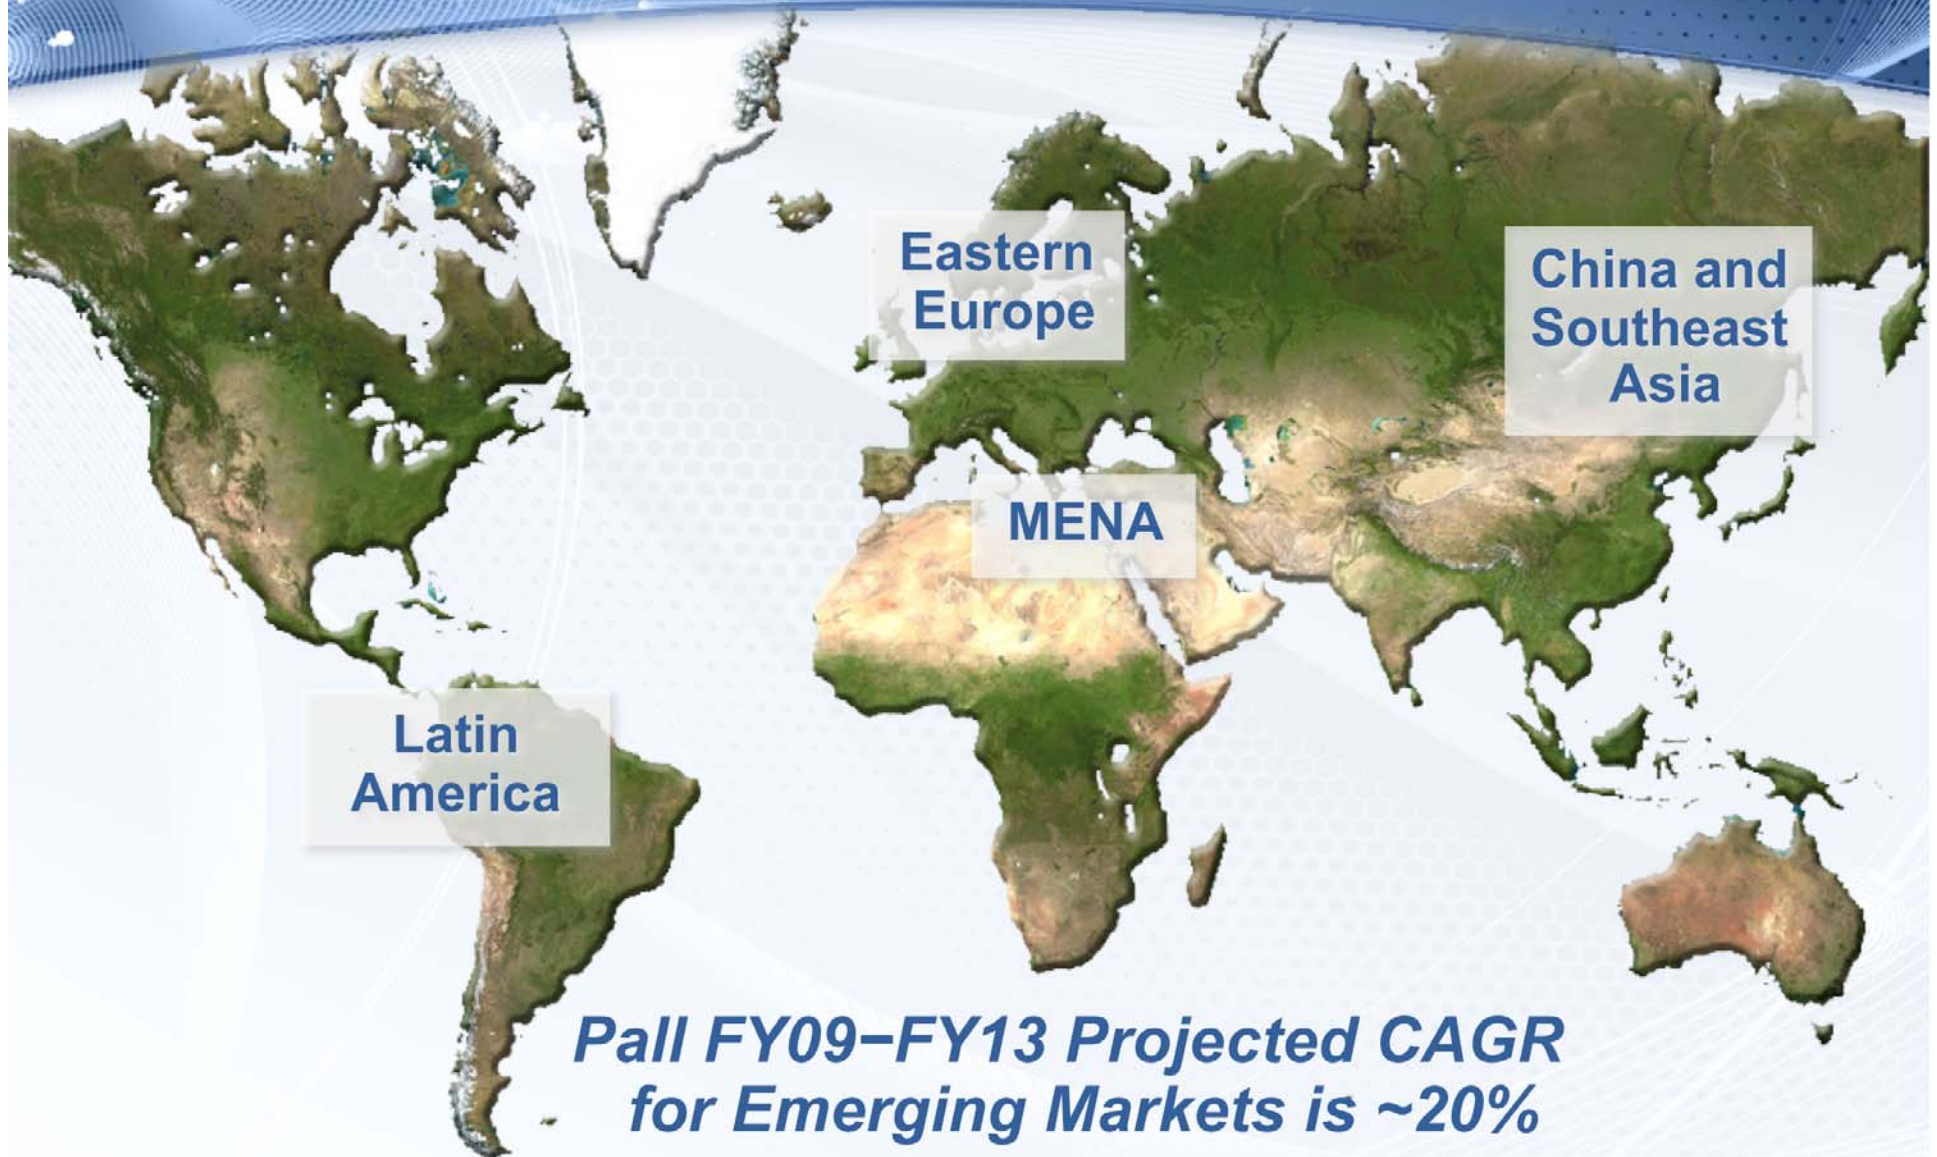 Eastern
Europe
China and
Southeast
Asia
MENA
Latin
America
Pall FY09–FY13 Projected CAGR
for Emerging Markets is ~20%